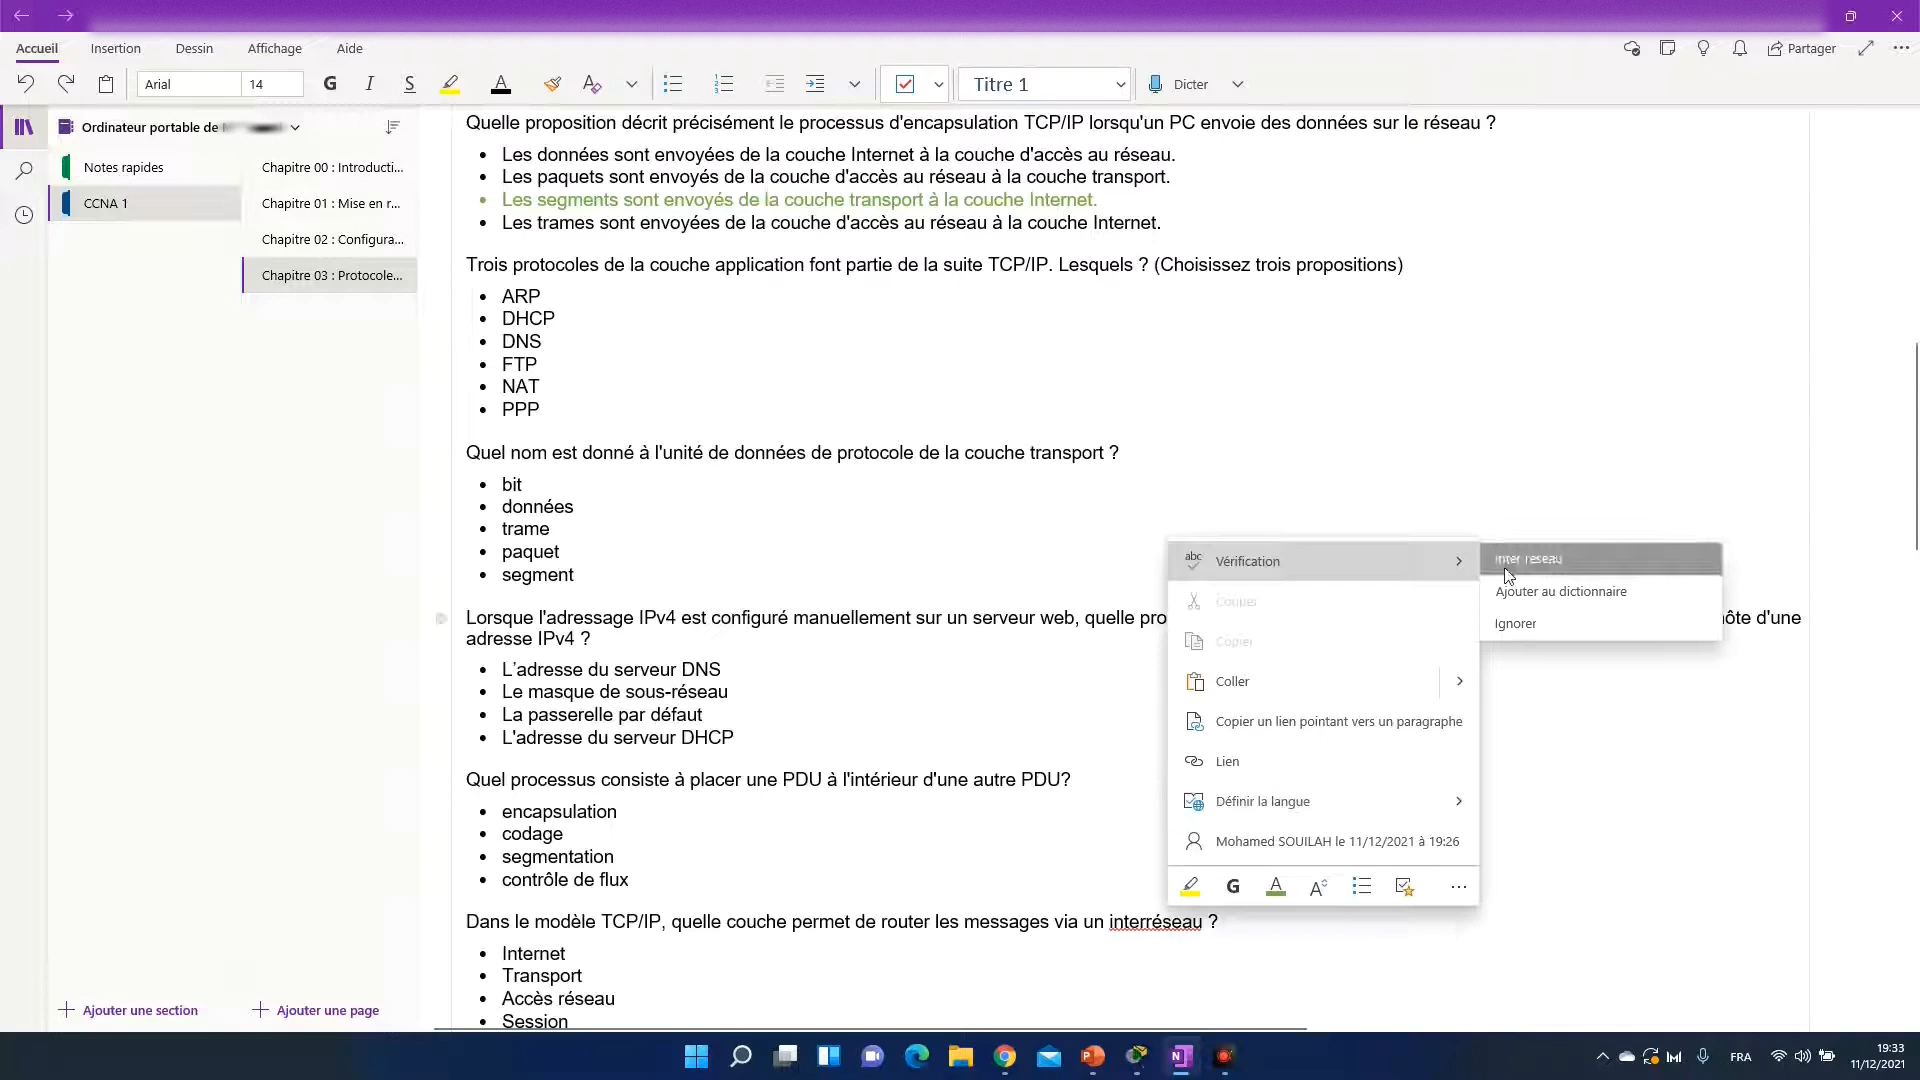 Accueil Insertion Dessin Affichage Aide
Partager
Arial 14 G I S A A Titre 1 Dicter
Ordinateur portable de
Notes rapides
CCNA 1
Chapitre 00 : Introducti...
Chapitre 01 : Mise en r...
Chapitre 02 : Configura...
Chapitre 03 : Protocole...
Quelle proposition décrit précisément le processus d'encapsulation TCP/IP lorsqu'un PC envoie des données sur le réseau ?
• Les données sont envoyées de la couche Internet à la couche d'accès au réseau.
• Les paquets sont envoyés de la couche d'accès au réseau à la couche transport.
• Les segments sont envoyés de la couche transport à la couche Internet.
• Les trames sont envoyées de la couche d'accès au réseau à la couche Internet.
Trois protocoles de la couche application font partie de la suite TCP/IP. Lesquels ? (Choisissez trois propositions)
• ARP
• DHCP
• DNS
• FTP
• NAT
• PPP
Quel nom est donné à l'unité de données de protocole de la couche transport ?
• bit
• données
• trame
• paquet
• segment
Lorsque l'adressage IPv4 est configuré manuellement sur un serveur web, quelle pro ôte d'une
adresse IPv4 ?
• L’adresse du serveur DNS
• Le masque de sous-réseau
• La passerelle par défaut
• L'adresse du serveur DHCP
Quel processus consiste à placer une PDU à l'intérieur d'une autre PDU?
• encapsulation
• codage
• segmentation
• contrôle de flux
Dans le modèle TCP/IP, quelle couche permet de router les messages via un interréseau ?
• Internet
• Transport
• Accès réseau
• Session
abc Vérification
Couper
Copier
Coller
Copier un lien pointant vers un paragraphe
Lien
Définir la langue
Mohamed SOUILAH le 11/12/2021 à 19:26
G A A
Inter réseau
Ajouter au dictionnaire
Ignorer
Ajouter une section
Ajouter une page
FRA
19:33
11/12/2021